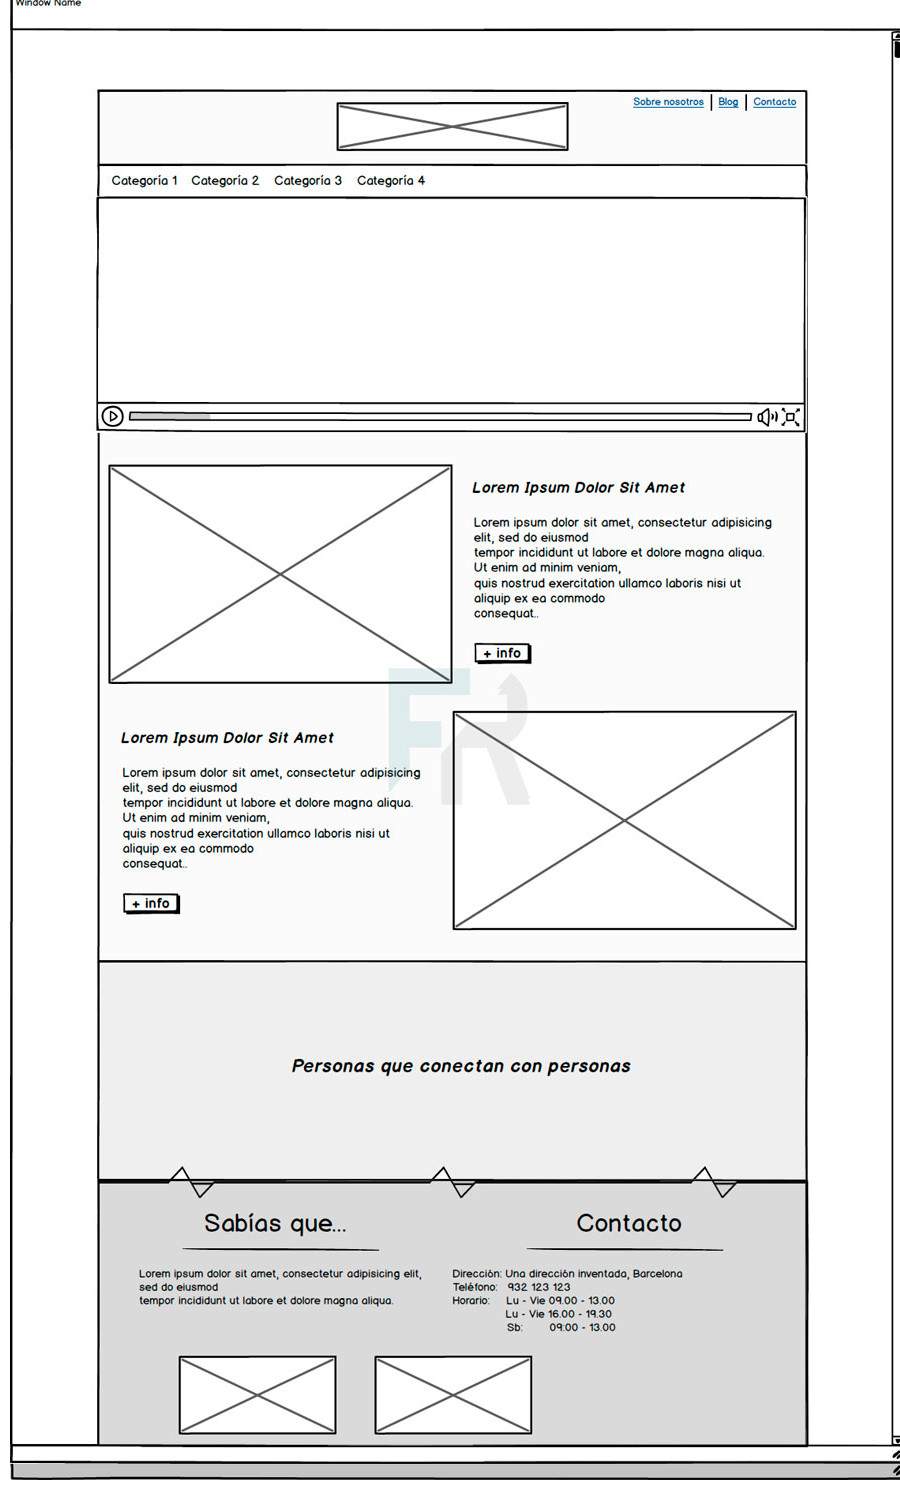 Window Name
Sobre nosotros | Blog | Contacto
Categoría 1 Categoría 2 Categoría 3 Categoría 4
Lorem Ipsum Dolor Sit Amet
Lorem ipsum dolor sit amet, consectetur adipisicing
elit, sed do eiusmod
tempor incididunt ut labore et dolore magna aliqua.
Ut enim ad minim veniam,
quis nostrud exercitation ullamco laboris nisi ut
aliquip ex ea commodo
consequat..
+ info
Lorem Ipsum Dolor Sit Amet
Lorem ipsum dolor sit amet, consectetur adipisicing
elit, sed do eiusmod
tempor incididunt ut labore et dolore magna aliqua.
Ut enim ad minim veniam,
quis nostrud exercitation ullamco laboris nisi ut
aliquip ex ea commodo
consequat..
+ info
FR
Personas que conectan con personas
Sabías que...
Lorem ipsum dolor sit amet, consectetur adipisicing elit,
sed do eiusmod
tempor incididunt ut labore et dolore magna aliqua.
Contacto
Dirección: Una dirección inventada, Barcelona
Teléfono: 932 123 123
Horario: Lu - Vie 09.00 - 13.00
Lu - Vie 16.00 - 19.30
Sb: 09:00 - 13.00